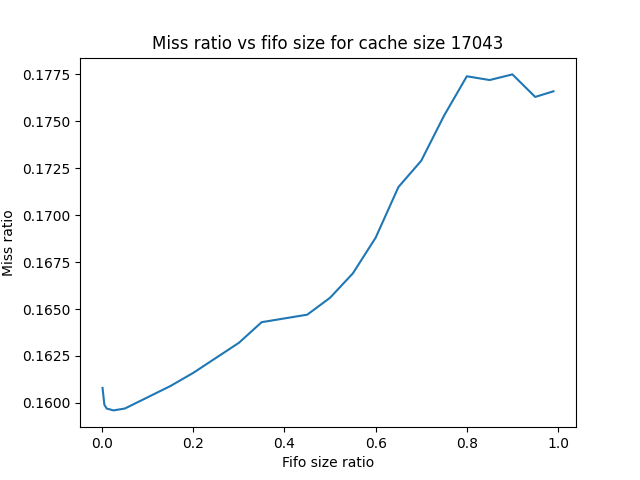 Miss ratio vs fifo size for cache size 17043
0.1775
0.1750
0.1725
0.1700
0.1675
0.1650
0.1625
0.1600
Miss ratio
0.0 0.2 0.4 0.6 0.8 1.0
Fifo size ratio